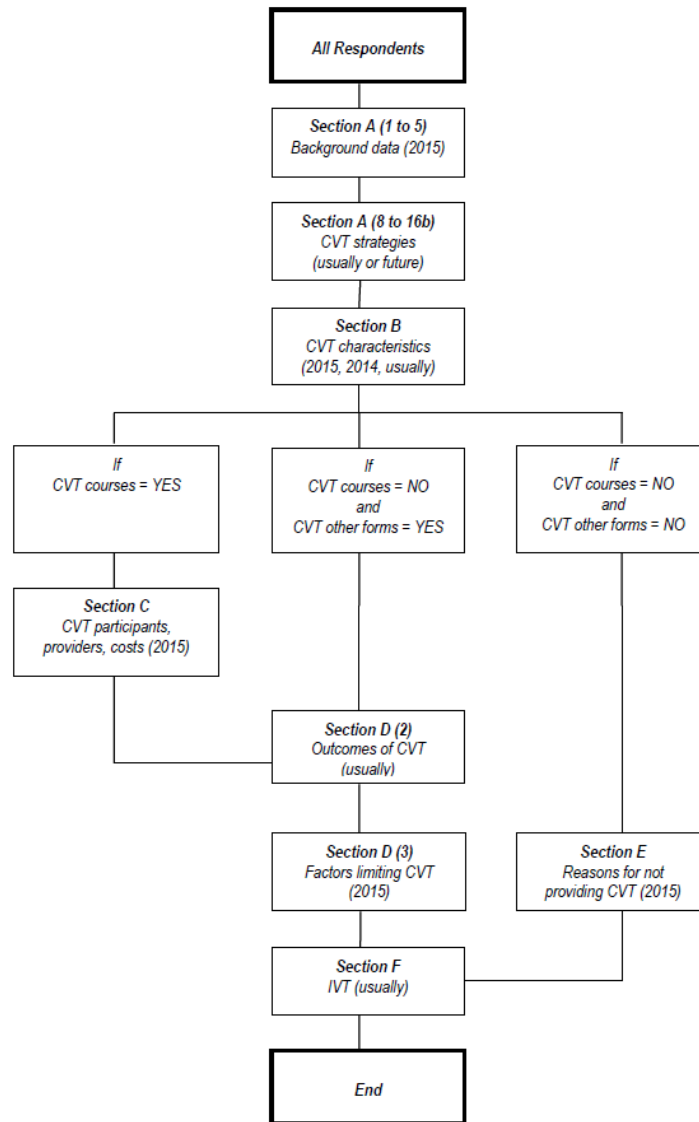 All Respondents
Section A (1 to 5)
Background data (2015)
Section A (8 to 16b)
CVT strategies
(usually or future)
Section B
CVT characteristics
(2015, 2014, usually)
If
CVT courses = YES
If
CVT courses = NO
and
CVT other forms = YES
If
CVT courses = NO
and
CVT other forms = NO
Section C
CVT participants,
providers, costs (2015)
Section D (2)
Outcomes of CVT
(usually)
Section D (3)
Factors limiting CVT
(2015)
Section E
Reasons for not
providing CVT (2015)
Section F
IVT (usually)
End